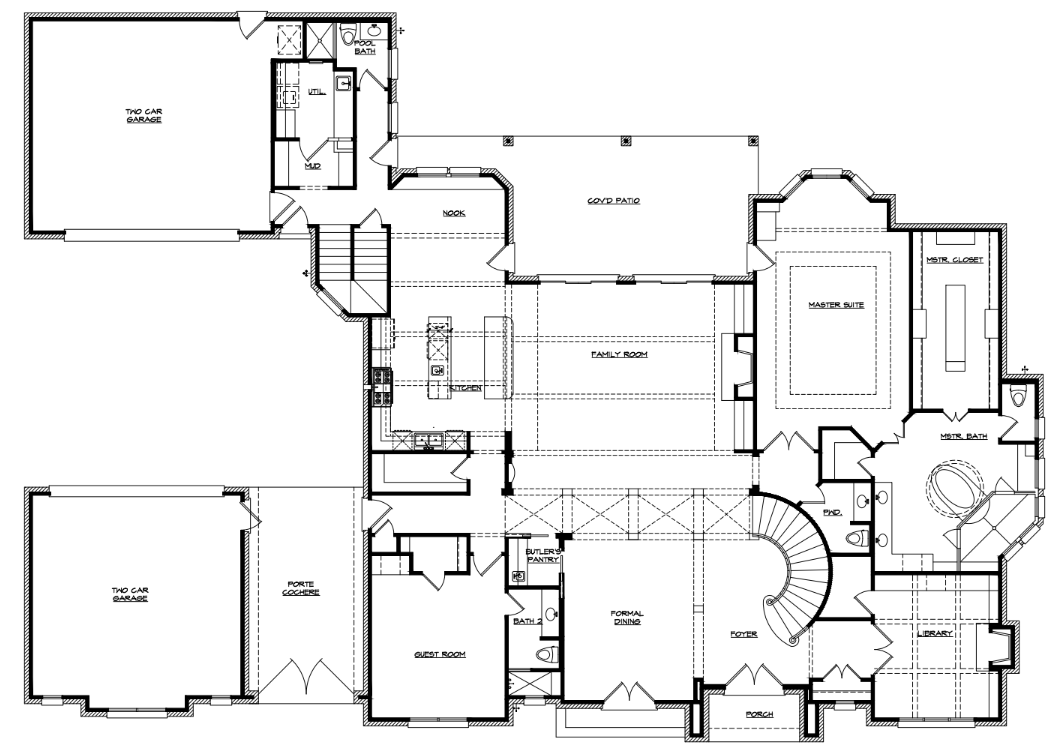 POOL
BATH
UTIL.
TWO CAR
GARAGE
MUD
COV'D PATIO
NOOK
MSTR. CLOSET
MASTER SUITE
FAMILY ROOM
KITCHEN
MSTR. BATH
PWD.
BUTLER'S
PANTRY
PORTE
COCHERE
TWO CAR
GARAGE
FORMAL
DINING
BATH 2
FOYER
LIBRARY
GUEST ROOM
PORCH